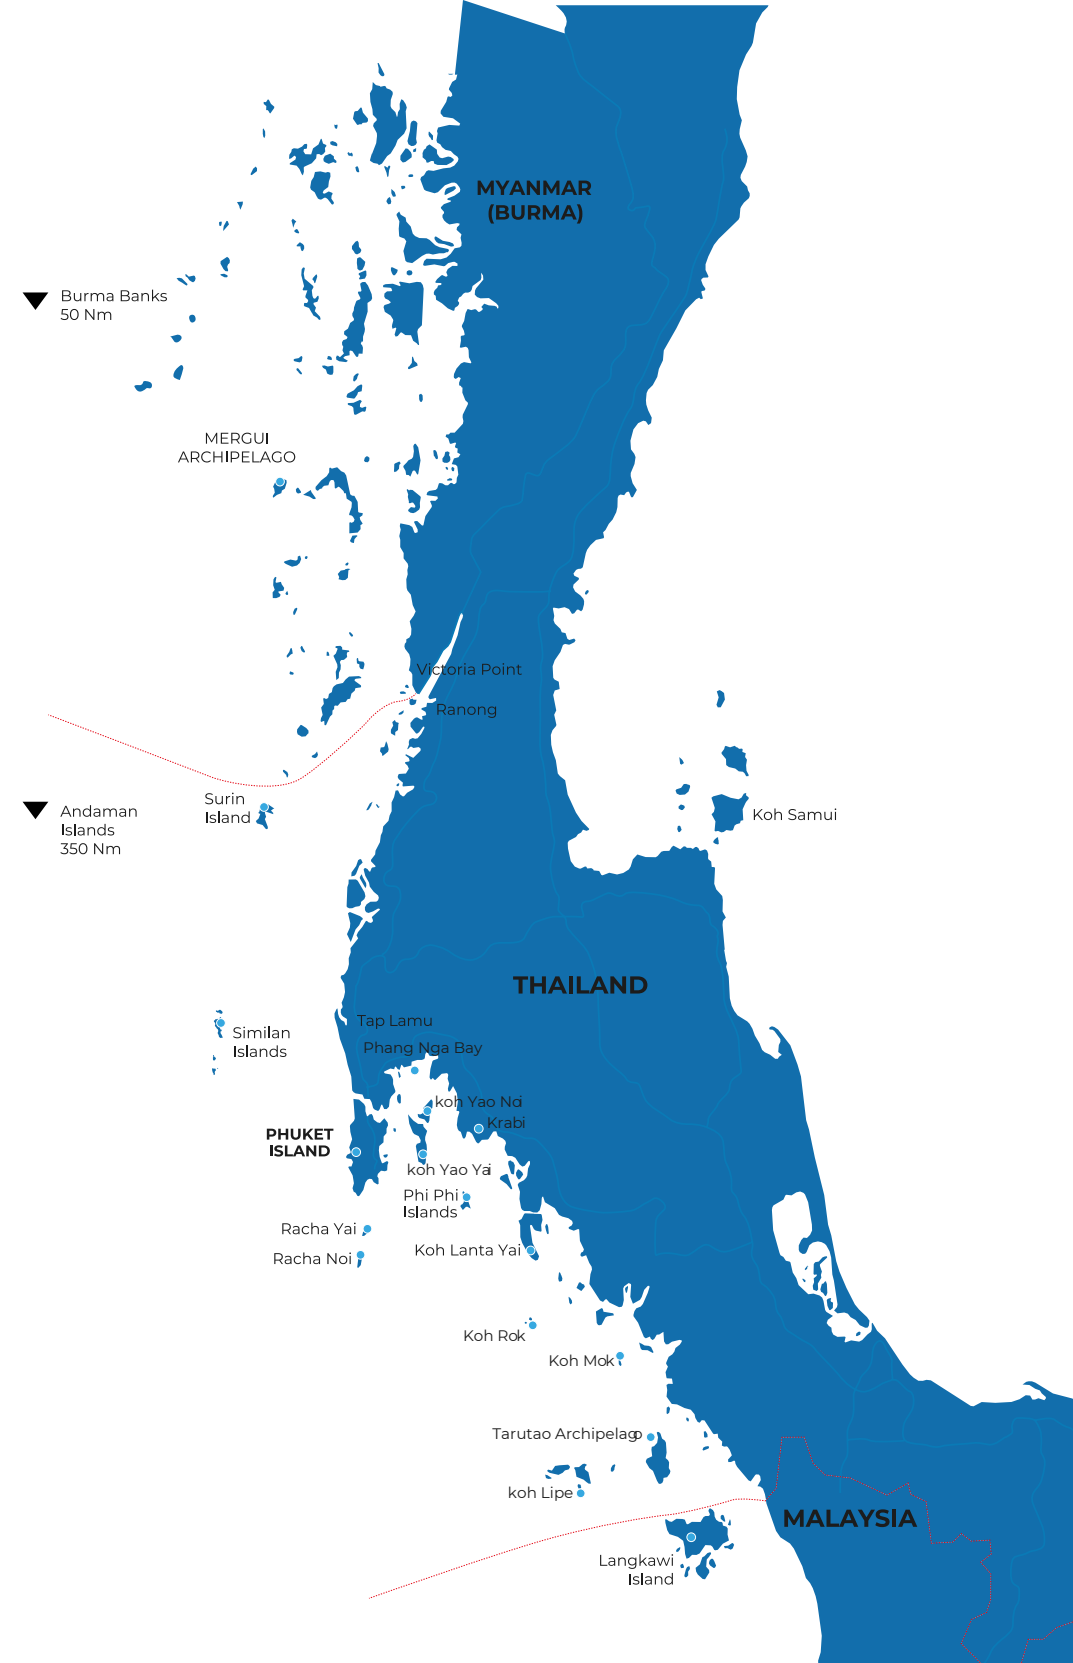 MYANMAR
(BURMA)
Burma Banks
50 Nm
MERGUI
ARCHIPELAGO
Victoria Point
Ranong
Surin
Island
Andaman
Islands
350 Nm
Koh Samui
THAILAND
Tap Lamu
Similan
Islands
Phang Nga Bay
koh Yao Noi
Krabi
PHUKET
ISLAND
koh Yao Yai
Phi Phi
Islands
Racha Yai
Koh Lanta Yai
Racha Noi
Koh Rok
Koh Mok
Tarutao Archipelago
koh Lipe
MALAYSIA
Langkawi
Island